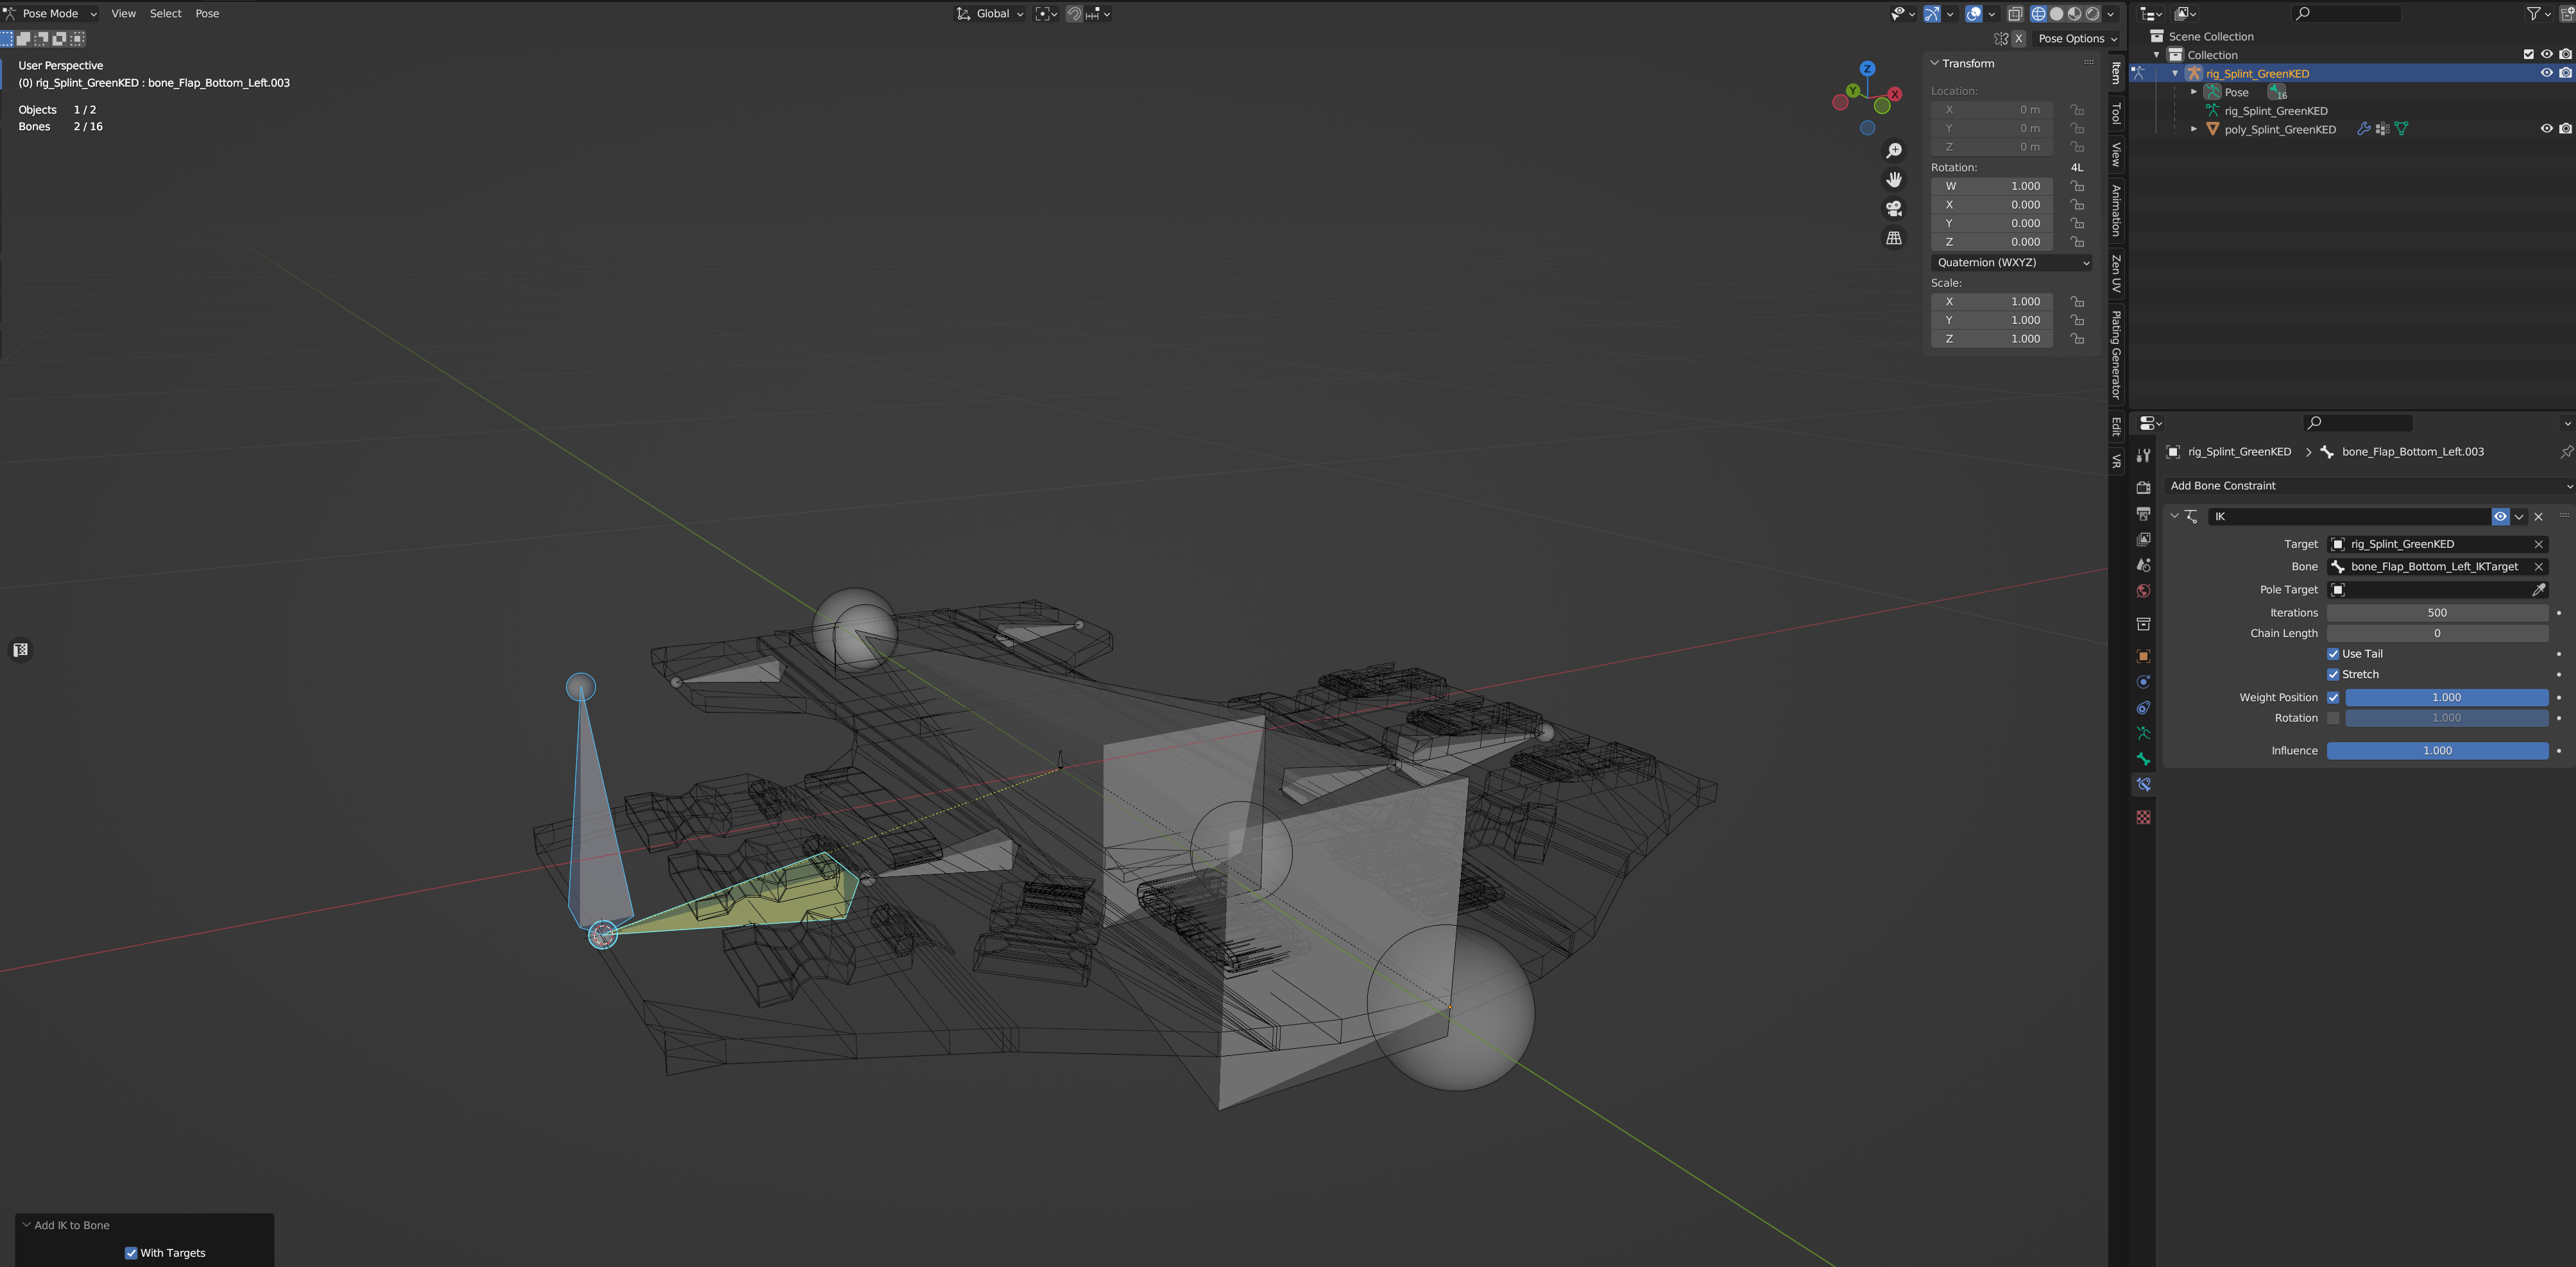 Pose Mode View Select Pose Global
X Pose Options
User Perspective
(0) rig_Splint_GreenKED : bone_Flap_Bottom_Left.003
Objects 1 / 2
Bones 2 / 16
Z
Y
X
Transform
Location:
X 0 m
Y 0 m
Z 0 m
Rotation: 4L
W 1.000
X 0.000
Y 0.000
Z 0.000
Quaternion (WXYZ)
Scale:
X 1.000
Y 1.000
Z 1.000
Item
Tool
View
Animation
Zen UV
Plating Generator
Edit
VR
Scene Collection
Collection
rig_Splint_GreenKED
Pose 16
rig_Splint_GreenKED
poly_Splint_GreenKED
rig_Splint_GreenKED > bone_Flap_Bottom_Left.003
Add Bone Constraint
IK
Target rig_Splint_GreenKED
Bone bone_Flap_Bottom_Left_IKTarget
Pole Target
Iterations 500
Chain Length 0
Use Tail
Stretch
Weight Position 1.000
Rotation 1.000
Influence 1.000
Add IK to Bone
With Targets